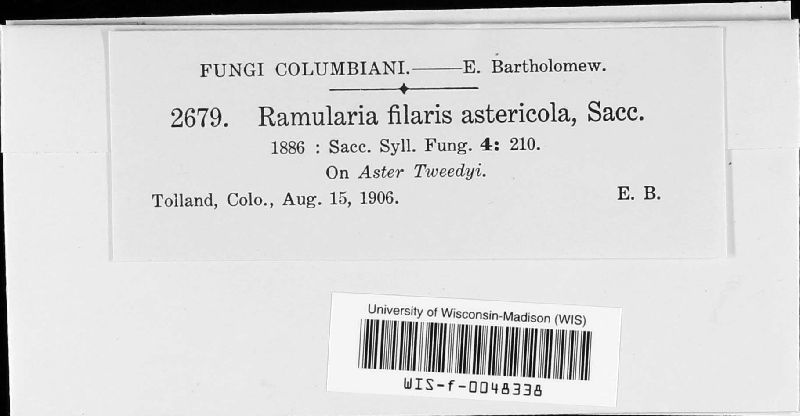 FUNGI COLUMBIANI.——E. Bartholomew.
2679. Ramularia filaris astericola, Sacc.
1886 : Sacc. Syll. Fung. 4: 210.
On Aster Tweedyi.
Tolland, Colo., Aug. 15, 1906. E. B.
University of Wisconsin-Madison (WIS)
WIS-f-0048338